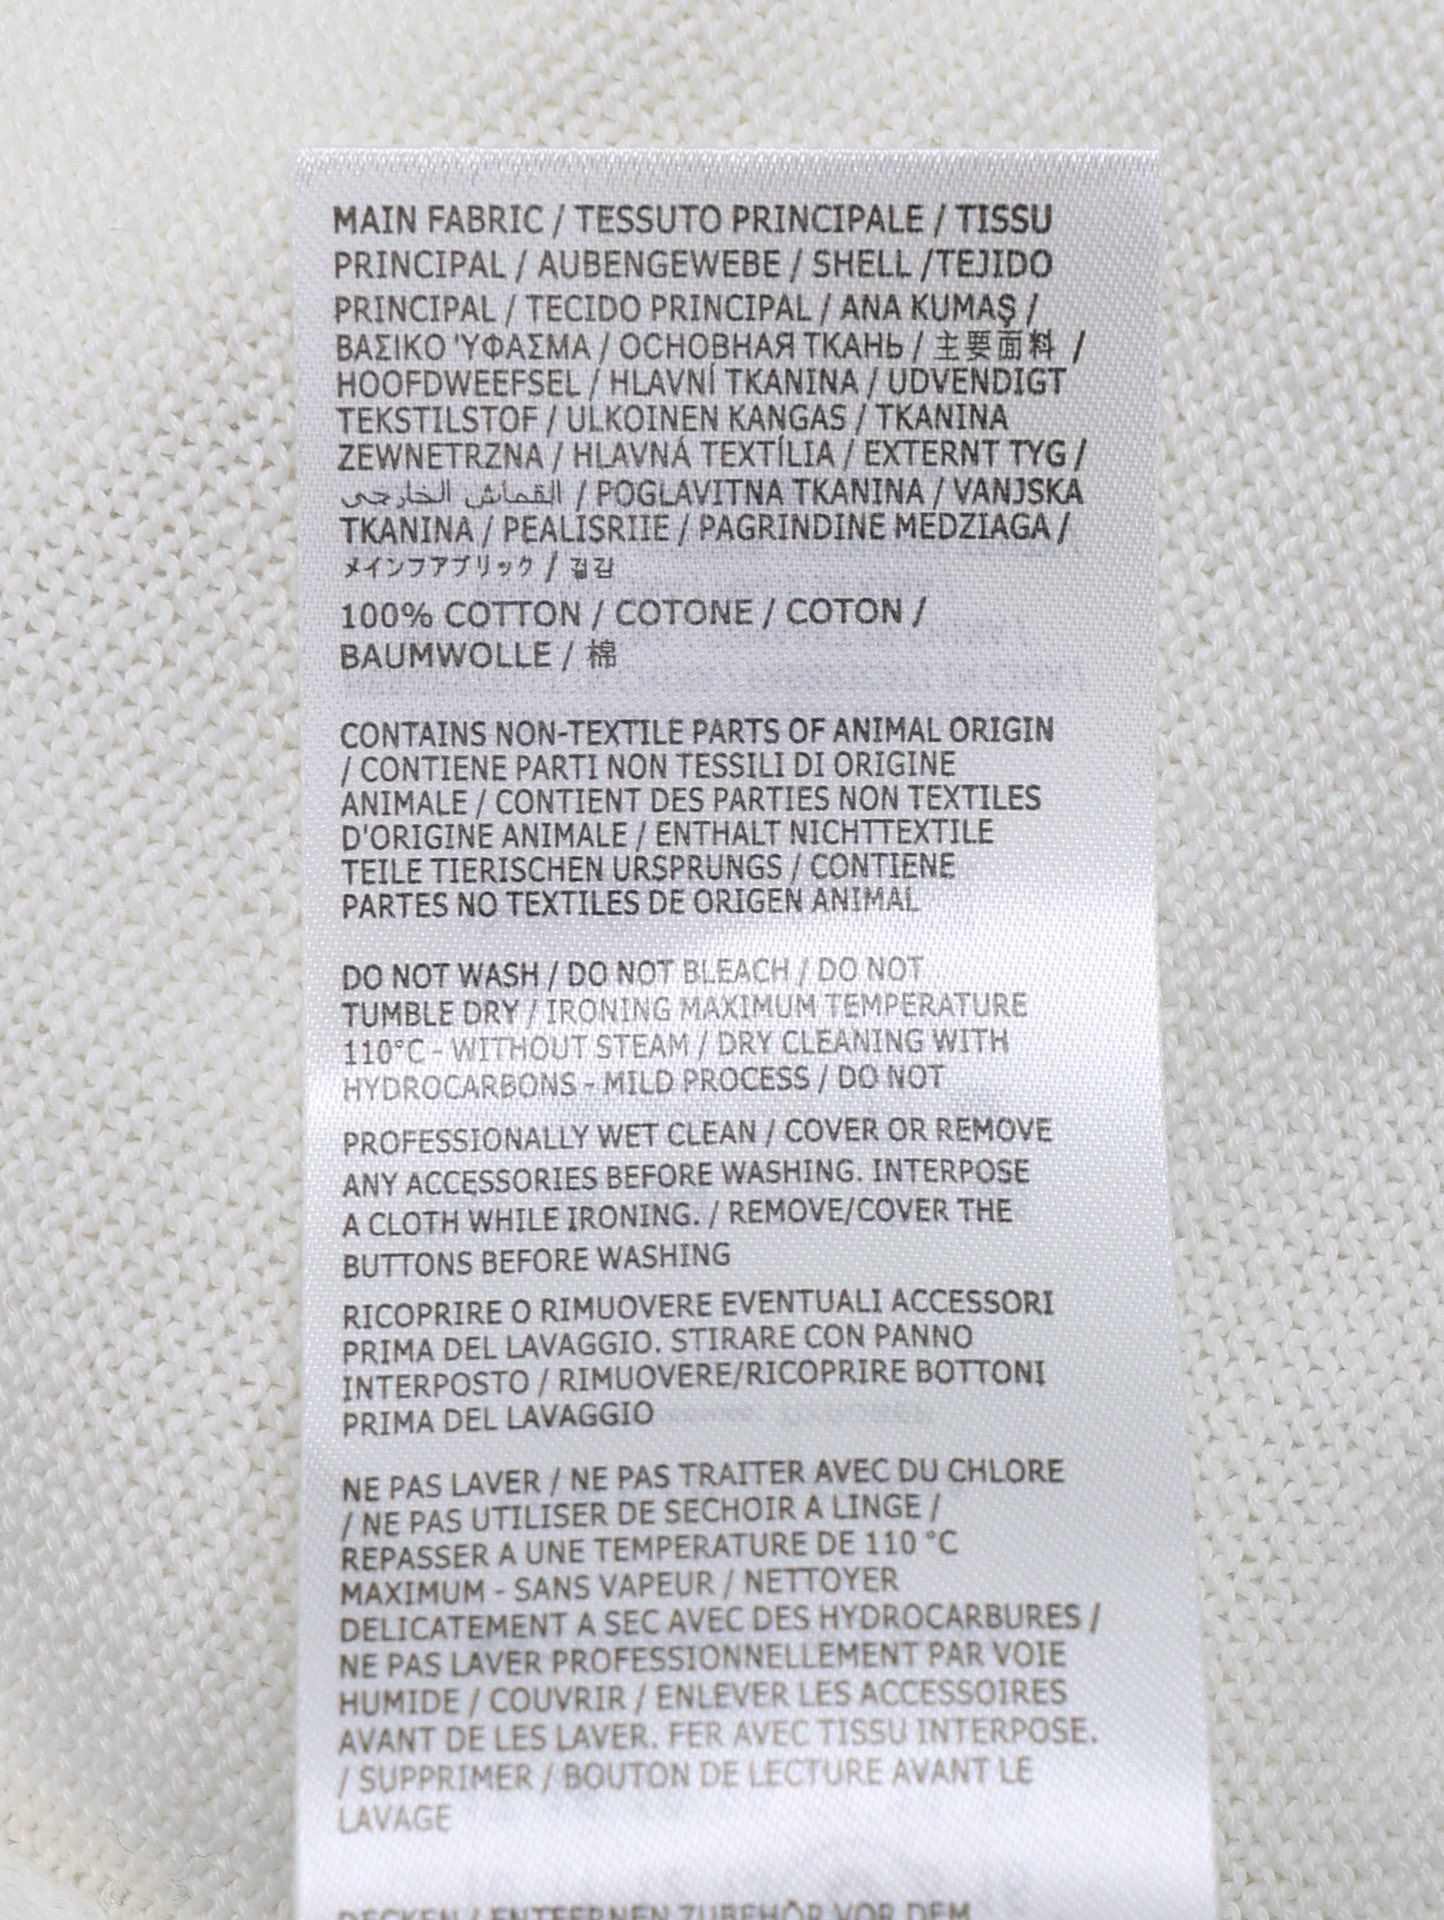 MAIN FABRIC / TESSUTO PRINCIPALE / TISSU
PRINCIPAL / AUBENGEWEBE / SHELL /TEJIDO
PRINCIPAL / TECIDO PRINCIPAL / ANA KUMAŞ /
ΒΑΣΙΚΟ 'ΥΦΑΣΜΑ / ОСНОВНАЯ ТКАНЬ / 主要面料 /
HOOFDWEEFSEL / HLAVNÍ TKANINA / UDVENDIGT
TEKSTILSTOF / ULKOINEN KANGAS / TKANINA
ZEWNETRZNA / HLAVNÁ TEXTÍLIA / EXTERNT TYG /
القماش الخارجي / POGLAVITNA TKANINA / VANJSKA
TKANINA / PEALISRIIE / PAGRINDINE MEDZIAGA /
メインファブリック / 겉감
100% COTTON / COTONE / COTON /
BAUMWOLLE / 棉
CONTAINS NON-TEXTILE PARTS OF ANIMAL ORIGIN
/ CONTIENE PARTI NON TESSILI DI ORIGINE
ANIMALE / CONTIENT DES PARTIES NON TEXTILES
D'ORIGINE ANIMALE / ENTHALT NICHTTEXTILE
TEILE TIERISCHEN URSPRUNGS / CONTIENE
PARTES NO TEXTILES DE ORIGEN ANIMAL
DO NOT WASH / DO NOT BLEACH / DO NOT
TUMBLE DRY / IRONING MAXIMUM TEMPERATURE
110°C - WITHOUT STEAM / DRY CLEANING WITH
HYDROCARBONS - MILD PROCESS / DO NOT
PROFESSIONALLY WET CLEAN / COVER OR REMOVE
ANY ACCESSORIES BEFORE WASHING. INTERPOSE
A CLOTH WHILE IRONING. / REMOVE/COVER THE
BUTTONS BEFORE WASHING
RICOPRIRE O RIMUOVERE EVENTUALI ACCESSORI
PRIMA DEL LAVAGGIO. STIRARE CON PANNO
INTERPOSTO / RIMUOVERE/RICOPRIRE BOTTONI
PRIMA DEL LAVAGGIO
NE PAS LAVER / NE PAS TRAITER AVEC DU CHLORE
/ NE PAS UTILISER DE SECHOIR A LINGE /
REPASSER A UNE TEMPERATURE DE 110 °C
MAXIMUM - SANS VAPEUR / NETTOYER
DELICATEMENT A SEC AVEC DES HYDROCARBURES /
NE PAS LAVER PROFESSIONNELLEMENT PAR VOIE
HUMIDE / COUVRIR / ENLEVER LES ACCESSOIRES
AVANT DE LES LAVER. FER AVEC TISSU INTERPOSE.
/ SUPPRIMER / BOUTON DE LECTURE AVANT LE
LAVAGE
DECKEN / ENTFERNEN ZUBEHÔR VOR DEM